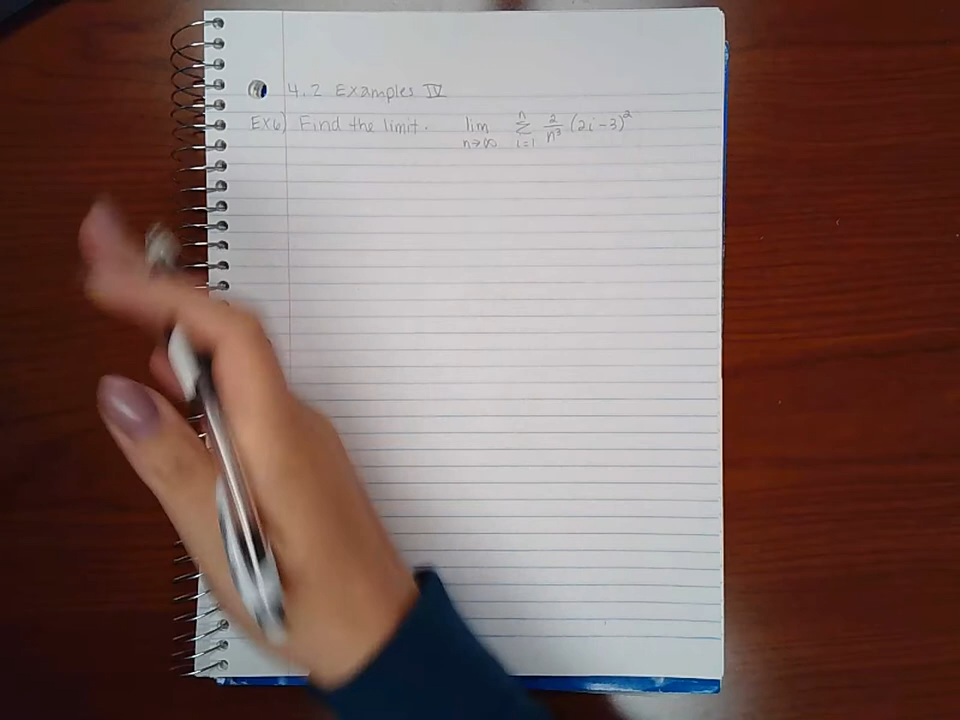 4.2 Examples IV
EX6) Find the limit. lim n→∞ n Σ i=1 2/n³ (2i-3)²